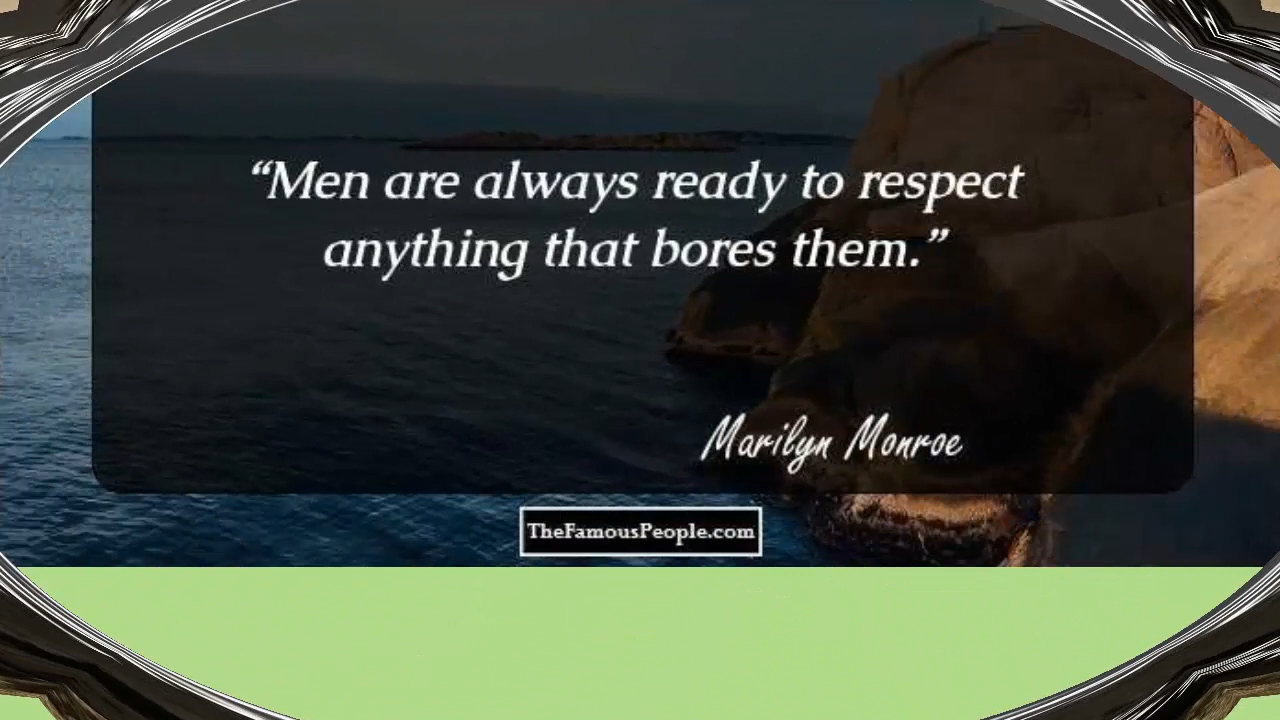 “Men are always ready to respect
anything that bores them.”
Marilyn Monroe
TheFamousPeople.com